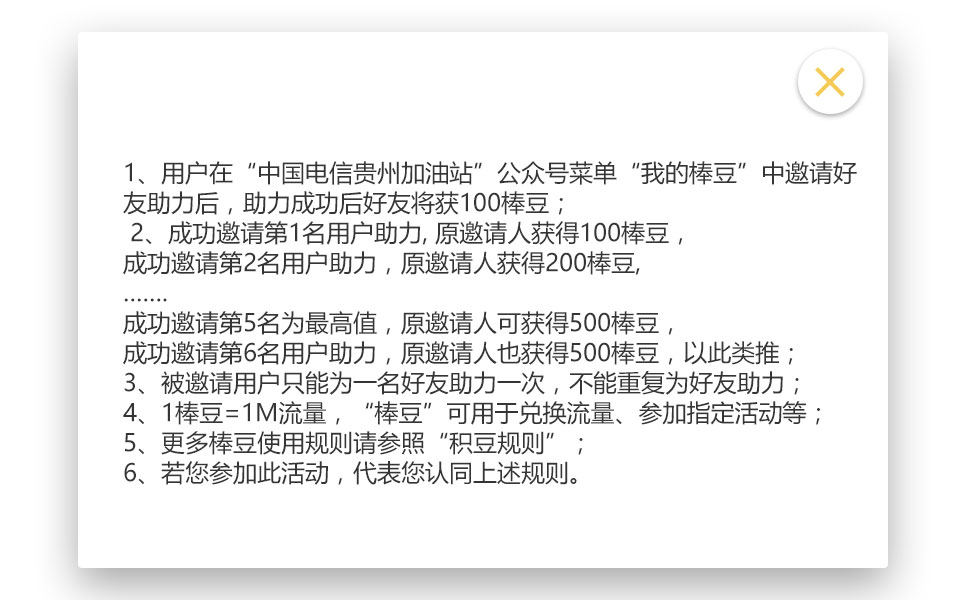 1、用户在“中国电信贵州加油站”公众号菜单“我的棒豆”中邀请好
友助力后，助力成功后好友将获100棒豆；
2、成功邀请第1名用户助力, 原邀请人获得100棒豆，
成功邀请第2名用户助力，原邀请人获得200棒豆,
.......
成功邀请第5名为最高值，原邀请人可获得500棒豆，
成功邀请第6名用户助力，原邀请人也获得500棒豆，以此类推；
3、被邀请用户只能为一名好友助力一次，不能重复为好友助力；
4、1棒豆=1M流量，“棒豆”可用于兑换流量、参加指定活动等；
5、更多棒豆使用规则请参照“积豆规则”；
6、若您参加此活动，代表您认同上述规则。